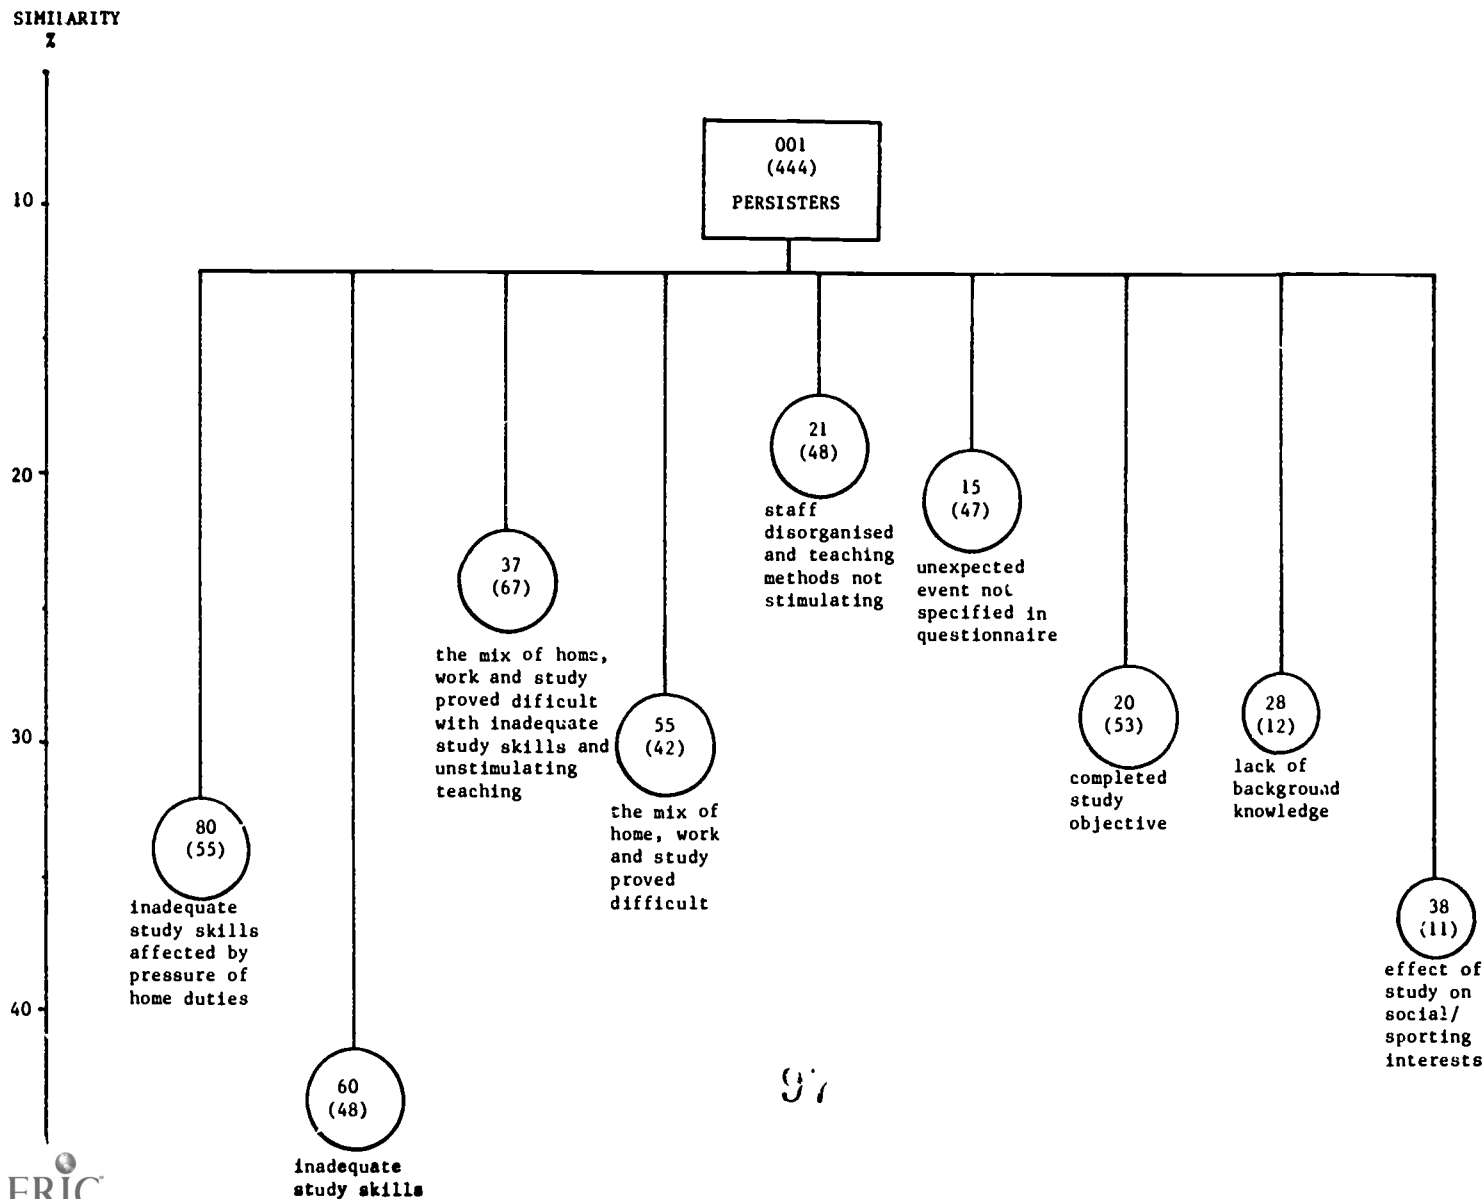 SIMILARITY
%
10
20
30
40
001
(444)
PERSISTERS
80
(55)
inadequate
study skills
affected by
pressure of
home duties
60
(48)
inadequate
study skills
37
(67)
the mix of home,
work and study
proved dificult
with inadequate
study skills and
unstimulating
teaching
55
(42)
the mix of
home, work
and study
proved
difficult
21
(48)
staff
disorganised
and teaching
methods not
stimulating
15
(47)
unexpected
event not
specified in
questionnaire
20
(53)
completed
study
objective
28
(12)
lack of
background
knowledge
38
(11)
effect of
study on
social/
sporting
interests
97
ERIC